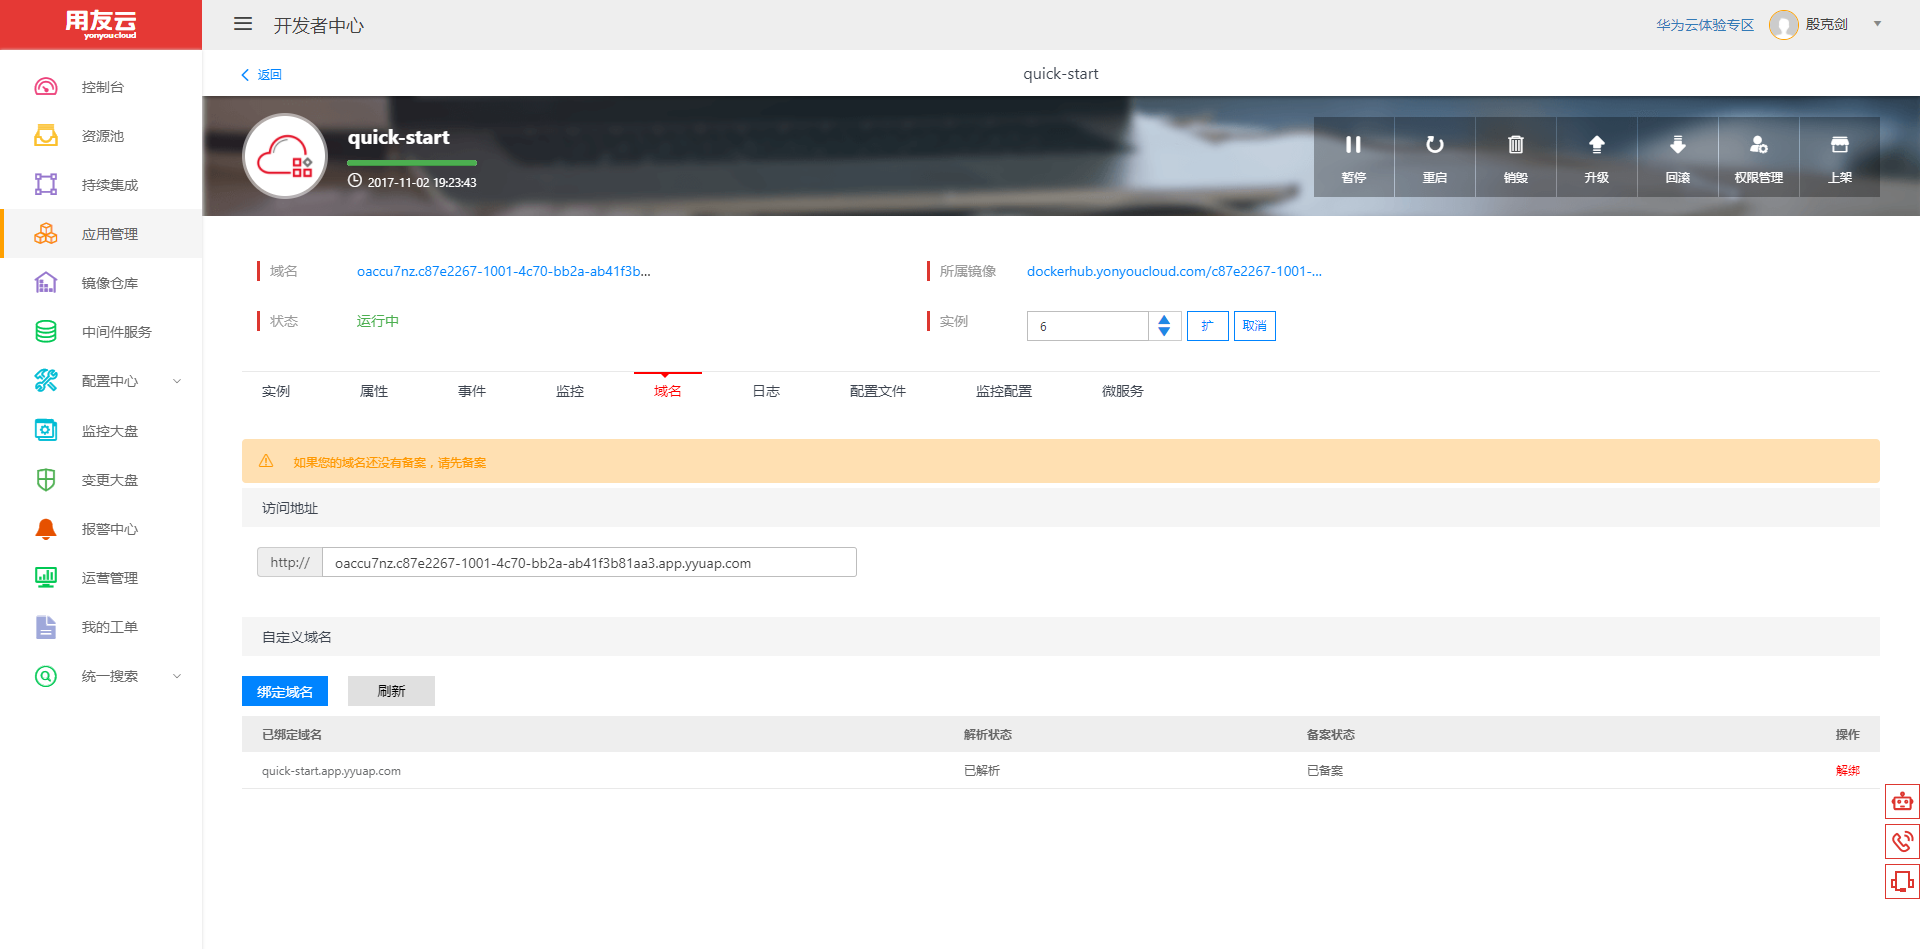 用友云
yonyoucloud
开发者中心
华为云体验专区
殷克剑
控制台
资源池
持续集成
应用管理
镜像仓库
中间件服务
配置中心
监控大盘
变更大盘
报警中心
运营管理
我的工单
统一搜索
返回
quick-start
quick-start
2017-11-02 19:23:43
暂停
重启
销毁
升级
回滚
权限管理
上架
域名
oaccu7nz.c87e2267-1001-4c70-bb2a-ab41f3b...
所属镜像
dockerhub.yonyoucloud.com/c87e2267-1001-...
状态
运行中
实例
6
扩
取消
实例
属性
事件
监控
域名
日志
配置文件
监控配置
微服务
如果您的域名还没有备案，请先备案
访问地址
http://
oaccu7nz.c87e2267-1001-4c70-bb2a-ab41f3b81aa3.app.yyuap.com
自定义域名
绑定域名
刷新
已绑定域名
解析状态
备案状态
操作
quick-start.app.yyuap.com
已解析
已备案
解绑